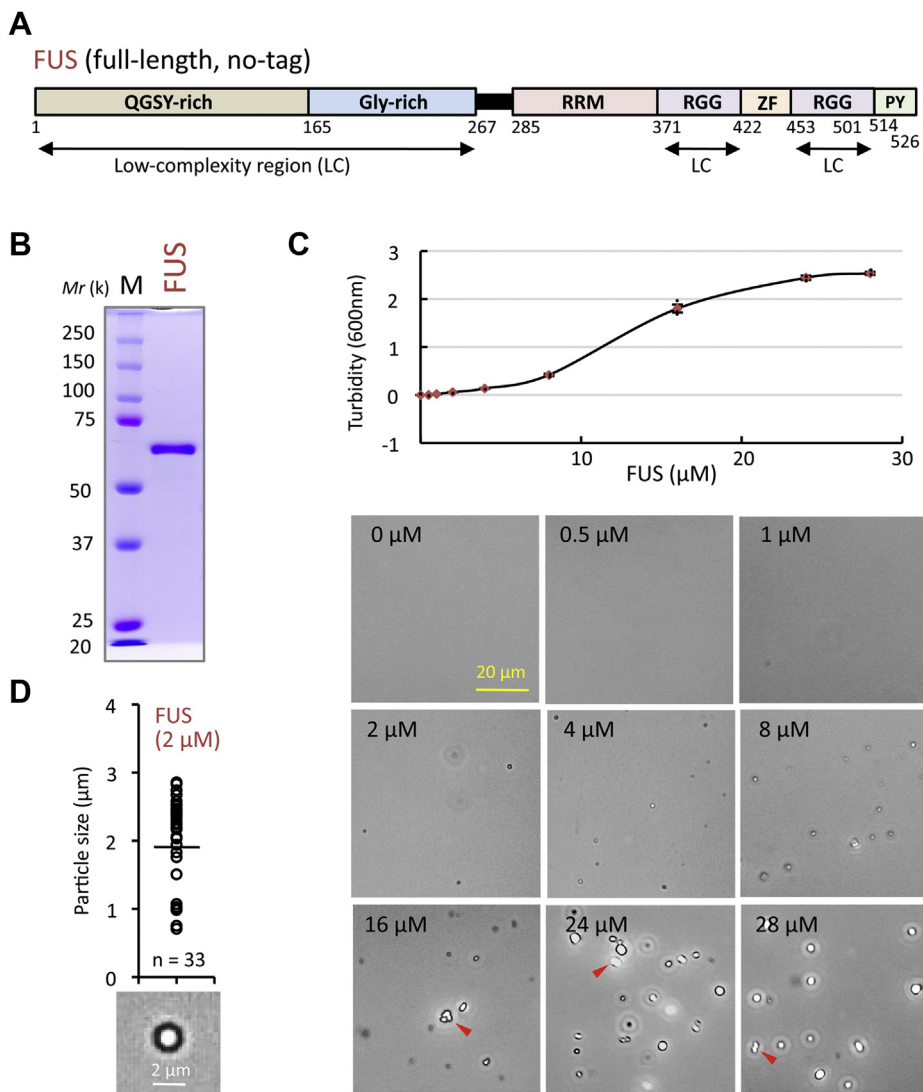 A
FUS (full-length, no-tag)
QGSY-rich Gly-rich RRM RGG ZF RGG PY
1 165 267 285 371 422 453 501 514
526
Low-complexity region (LC) LC LC
B
Mr (k) M FUS
250
150
100
75
50
37
25
20
C
3
2
1
0
-1
Turbidity (600nm)
10 20 30
FUS (μM)
0 μM 0.5 μM 1 μM
20 μm
2 μM 4 μM 8 μM
16 μM 24 μM 28 μM
D
4
3
2
1
0
Particle size (μm)
FUS
(2 μM)
n = 33
2 μm